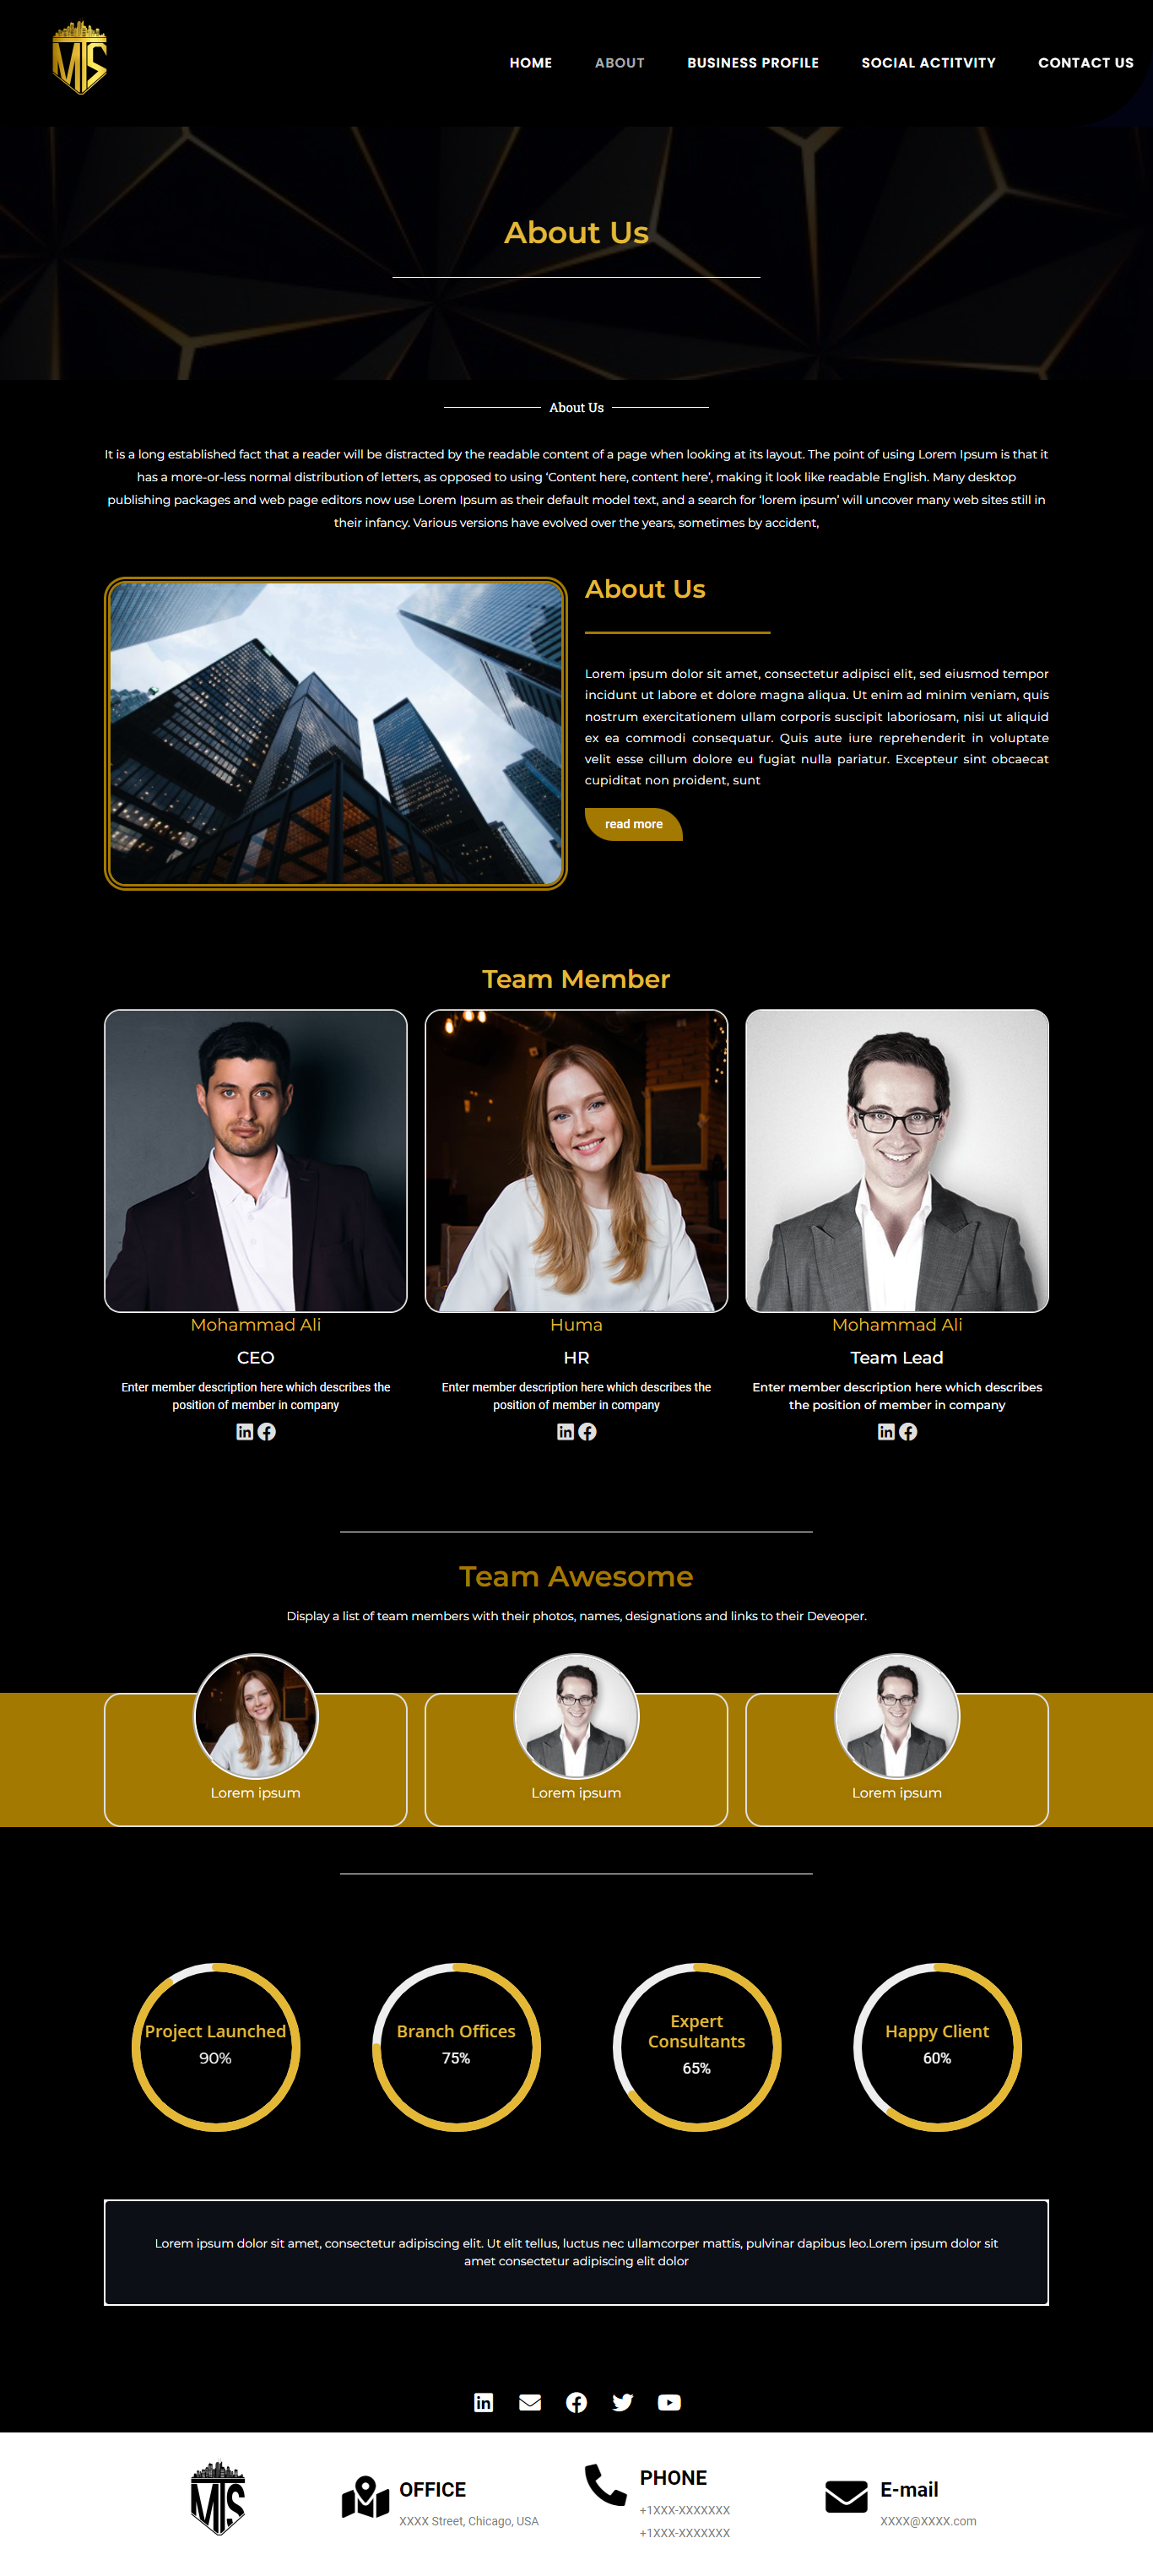 MTS
HOME ABOUT BUSINESS PROFILE SOCIAL ACTITVITY CONTACT US
About Us
About Us
It is a long established fact that a reader will be distracted by the readable content of a page when looking at its layout. The point of using Lorem Ipsum is that it
has a more-or-less normal distribution of letters, as opposed to using ‘Content here, content here’, making it look like readable English. Many desktop
publishing packages and web page editors now use Lorem Ipsum as their default model text, and a search for ‘lorem ipsum’ will uncover many web sites still in
their infancy. Various versions have evolved over the years, sometimes by accident,
About Us
Lorem ipsum dolor sit amet, consectetur adipisci elit, sed eiusmod tempor
incidunt ut labore et dolore magna aliqua. Ut enim ad minim veniam, quis
nostrum exercitationem ullam corporis suscipit laboriosam, nisi ut aliquid
ex ea commodi consequatur. Quis aute iure reprehenderit in voluptate
velit esse cillum dolore eu fugiat nulla pariatur. Excepteur sint obcaecat
cupiditat non proident, sunt
read more
Team Member
Mohammad Ali
CEO
Enter member description here which describes the
position of member in company
Huma
HR
Enter member description here which describes the
position of member in company
Mohammad Ali
Team Lead
Enter member description here which describes
the position of member in company
Team Awesome
Display a list of team members with their photos, names, designations and links to their Deveoper.
Lorem ipsum
Lorem ipsum
Lorem ipsum
Project Launched
90%
Branch Offices
75%
Expert
Consultants
65%
Happy Client
60%
Lorem ipsum dolor sit amet, consectetur adipiscing elit. Ut elit tellus, luctus nec ullamcorper mattis, pulvinar dapibus leo.Lorem ipsum dolor sit
amet consectetur adipiscing elit dolor
MTS
OFFICE
XXXX Street, Chicago, USA
PHONE
+1XXX-XXXXXXX
+1XXX-XXXXXXX
E-mail
XXXX@XXXX.com